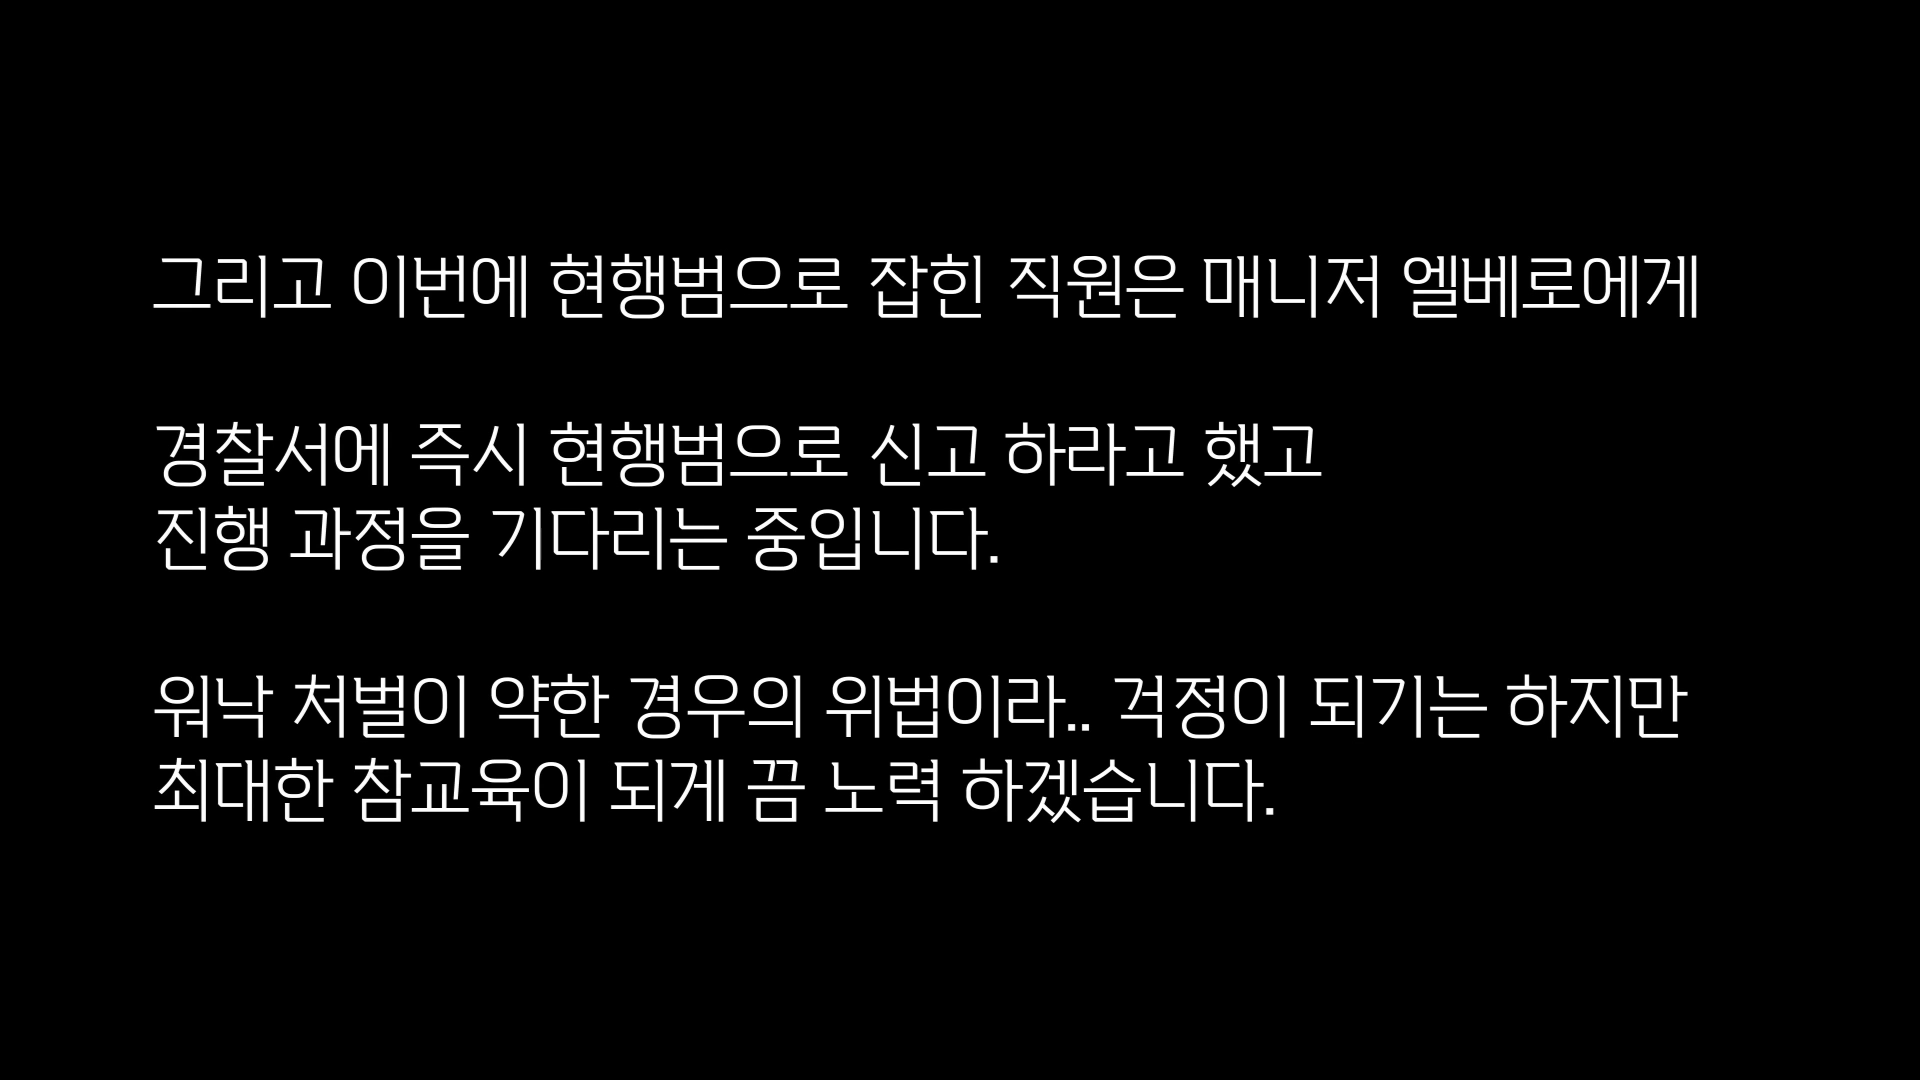 그리고 이번에 현행범으로 잡힌 직원은 매니저 엘베로에게
경찰서에 즉시 현행범으로 신고 하라고 했고
진행 과정을 기다리는 중입니다.
워낙 처벌이 약한 경우의 위법이라.. 걱정이 되기는 하지만
최대한 참교육이 되게 끔 노력 하겠습니다.